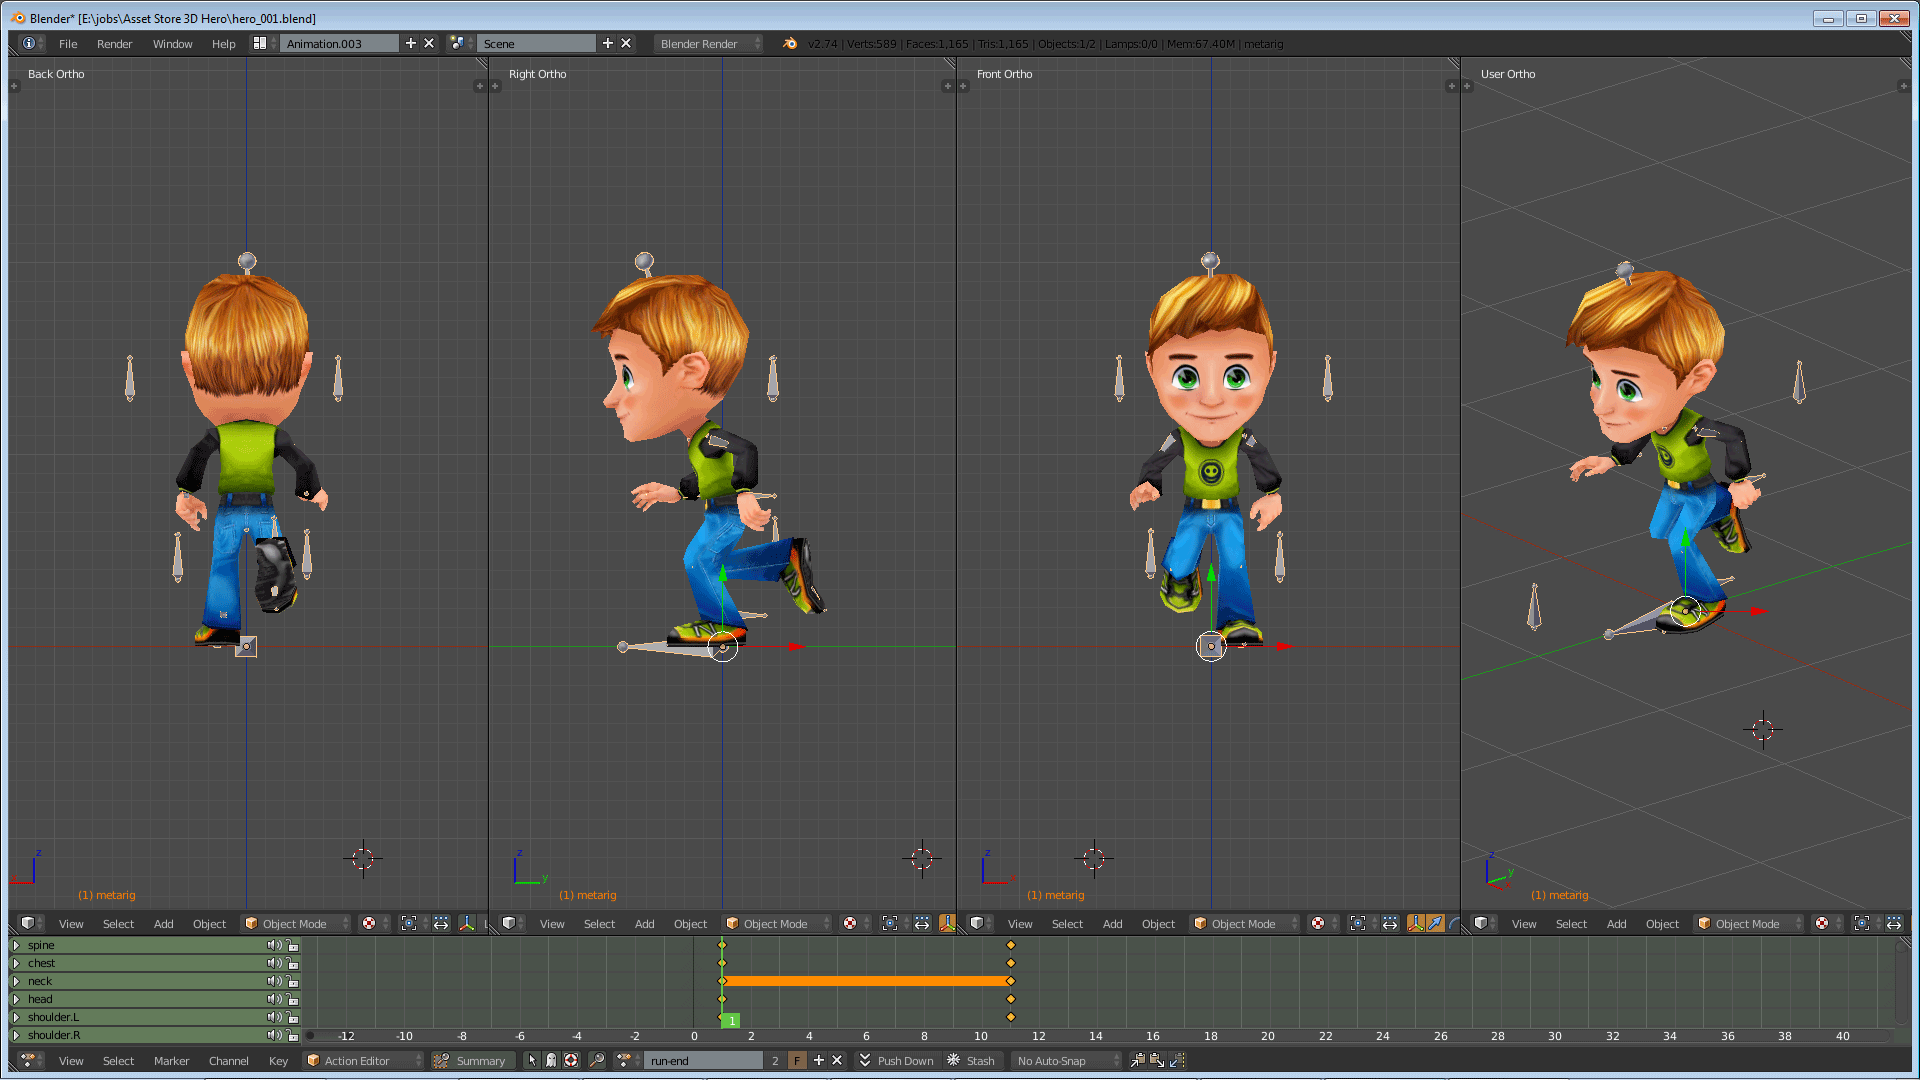 Blender* [E:\jobs\Asset Store 3D Hero\hero_001.blend]
File Render Window Help Animation.003 Scene Blender Render v2.74 | Verts:589 | Faces:1,165 | Tris:1,165 | Objects:1/2 | Lamps:0/0 | Mem:67.40M | metarig
Back Ortho Right Ortho Front Ortho User Ortho
z z z z
y x y x
(1) metarig (1) metarig (1) metarig (1) metarig
View Select Add Object Object Mode View Select Add Object Object Mode View Select Add Object Object Mode View Select Add Object Object Mode
spine
chest
neck
head
shoulder.L
1
shoulder.R
-12 -10 -8 -6 -4 -2 0 2 4 6 8 10 12 14 16 18 20 22 24 26 28 30 32 34 36 38 40
View Select Marker Channel Key Action Editor Summary run-end 2 F Push Down Stash No Auto-Snap